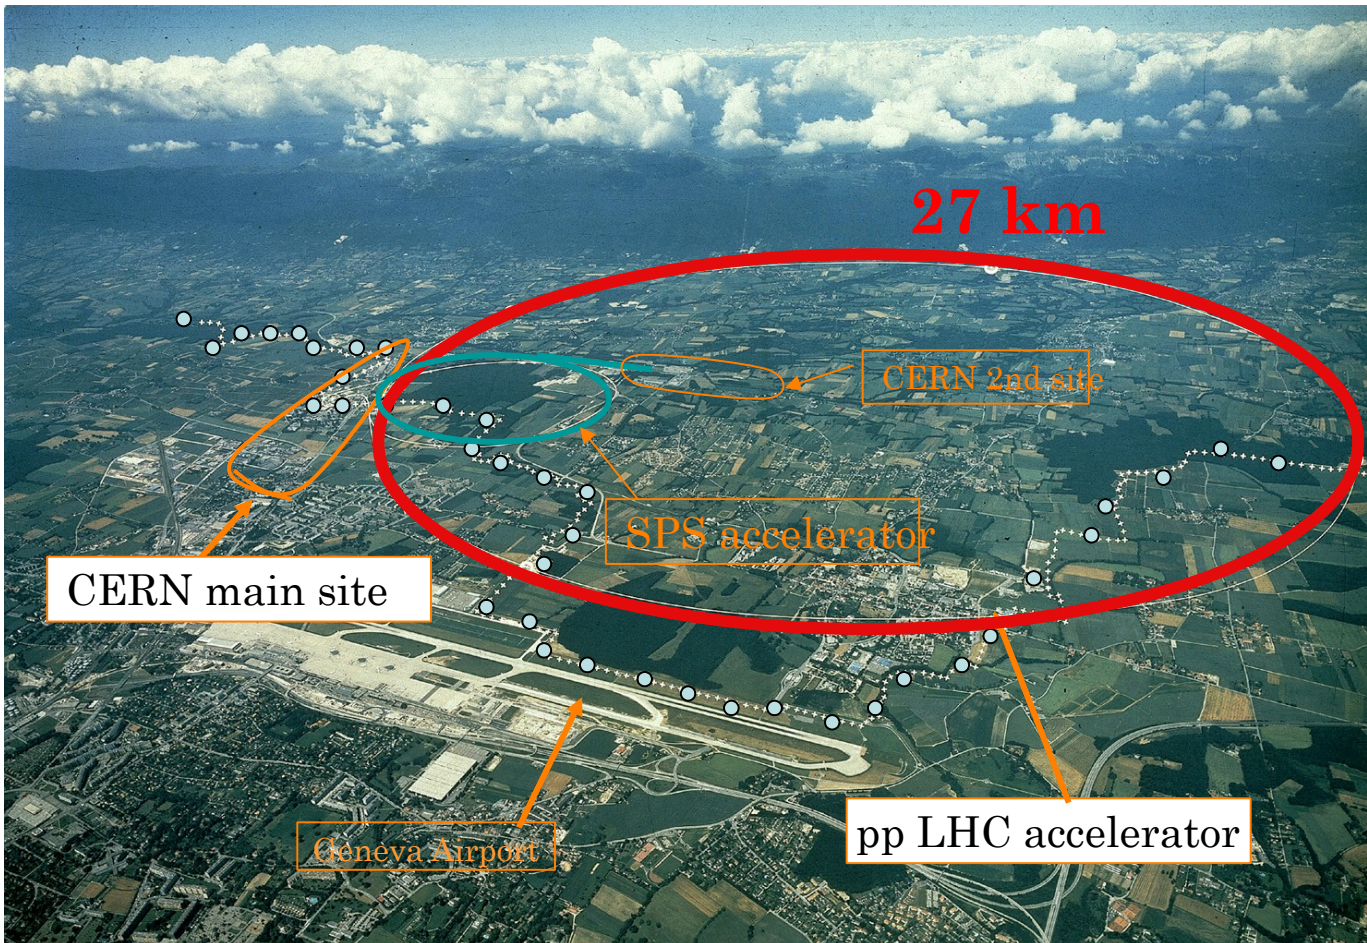 27 km
CERN 2nd site
SPS accelerator
CERN main site
pp LHC accelerator
Geneva Airport